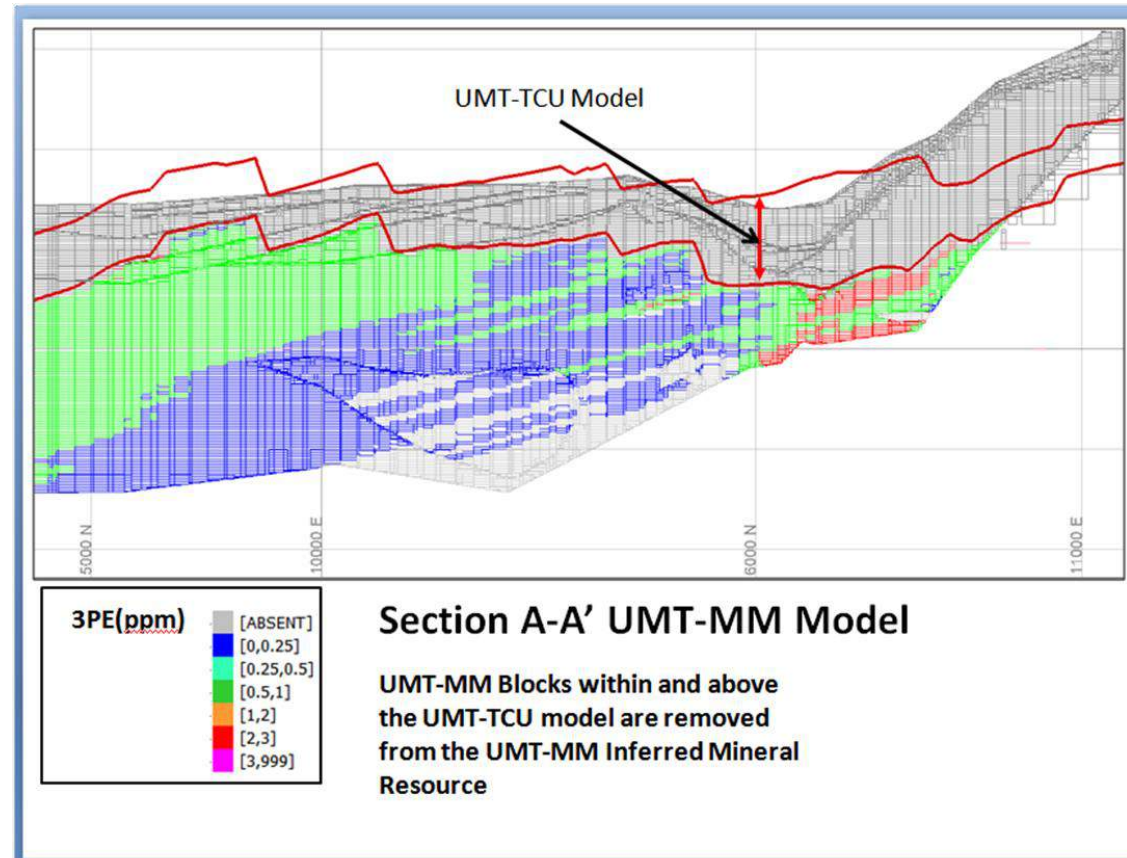 UMT-TCU Model
5000 N
10000 E
6000 N
11000 E
3PE(ppm)
[ABSENT]
[0,0.25]
[0.25,0.5]
[0.5,1]
[1,2]
[2,3]
[3,999]
Section A-A’ UMT-MM Model
UMT-MM Blocks within and above
the UMT-TCU model are removed
from the UMT-MM Inferred Mineral
Resource